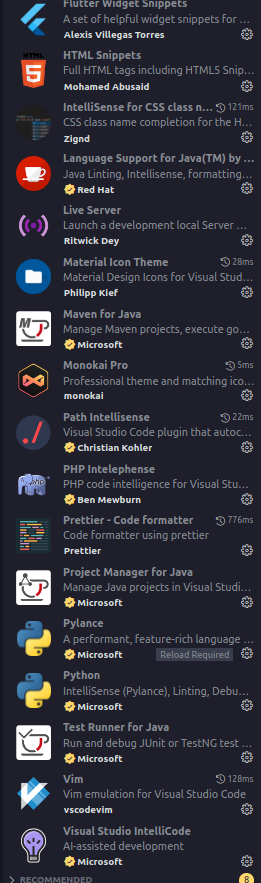 Flutter Widget Snippets
A set of helpful widget snippets for ...
Alexis Villegas Torres
HTML Snippets
Full HTML tags including HTML5 Snip...
Mohamed Abusaid
IntelliSense for CSS class n... 121ms
CSS class name completion for the H...
Zignd
Language Support for Java(TM) by ...
Java Linting, Intellisense, formatting...
Red Hat
Live Server
Launch a development local Server ...
Ritwick Dey
Material Icon Theme 28ms
Material Design Icons for Visual Stud...
Philipp Kief
Maven for Java
Manage Maven projects, execute go...
Microsoft
Monokai Pro 5ms
Professional theme and matching ico...
monokai
Path Intellisense 22ms
Visual Studio Code plugin that autoc...
Christian Kohler
PHP Intelephense
PHP code intelligence for Visual Stu...
Ben Mewburn
Prettier - Code formatter 776ms
Code formatter using prettier
Prettier
Project Manager for Java
Manage Java projects in Visual Studi...
Microsoft
Pylance
A performant, feature-rich language ...
Microsoft Reload Required
Python
IntelliSense (Pylance), Linting, Debu...
Microsoft
Test Runner for Java
Run and debug JUnit or TestNG test ...
Microsoft
Vim 128ms
Vim emulation for Visual Studio Code
vscodevim
Visual Studio IntelliCode
AI-assisted development
Microsoft
RECOMMENDED 8